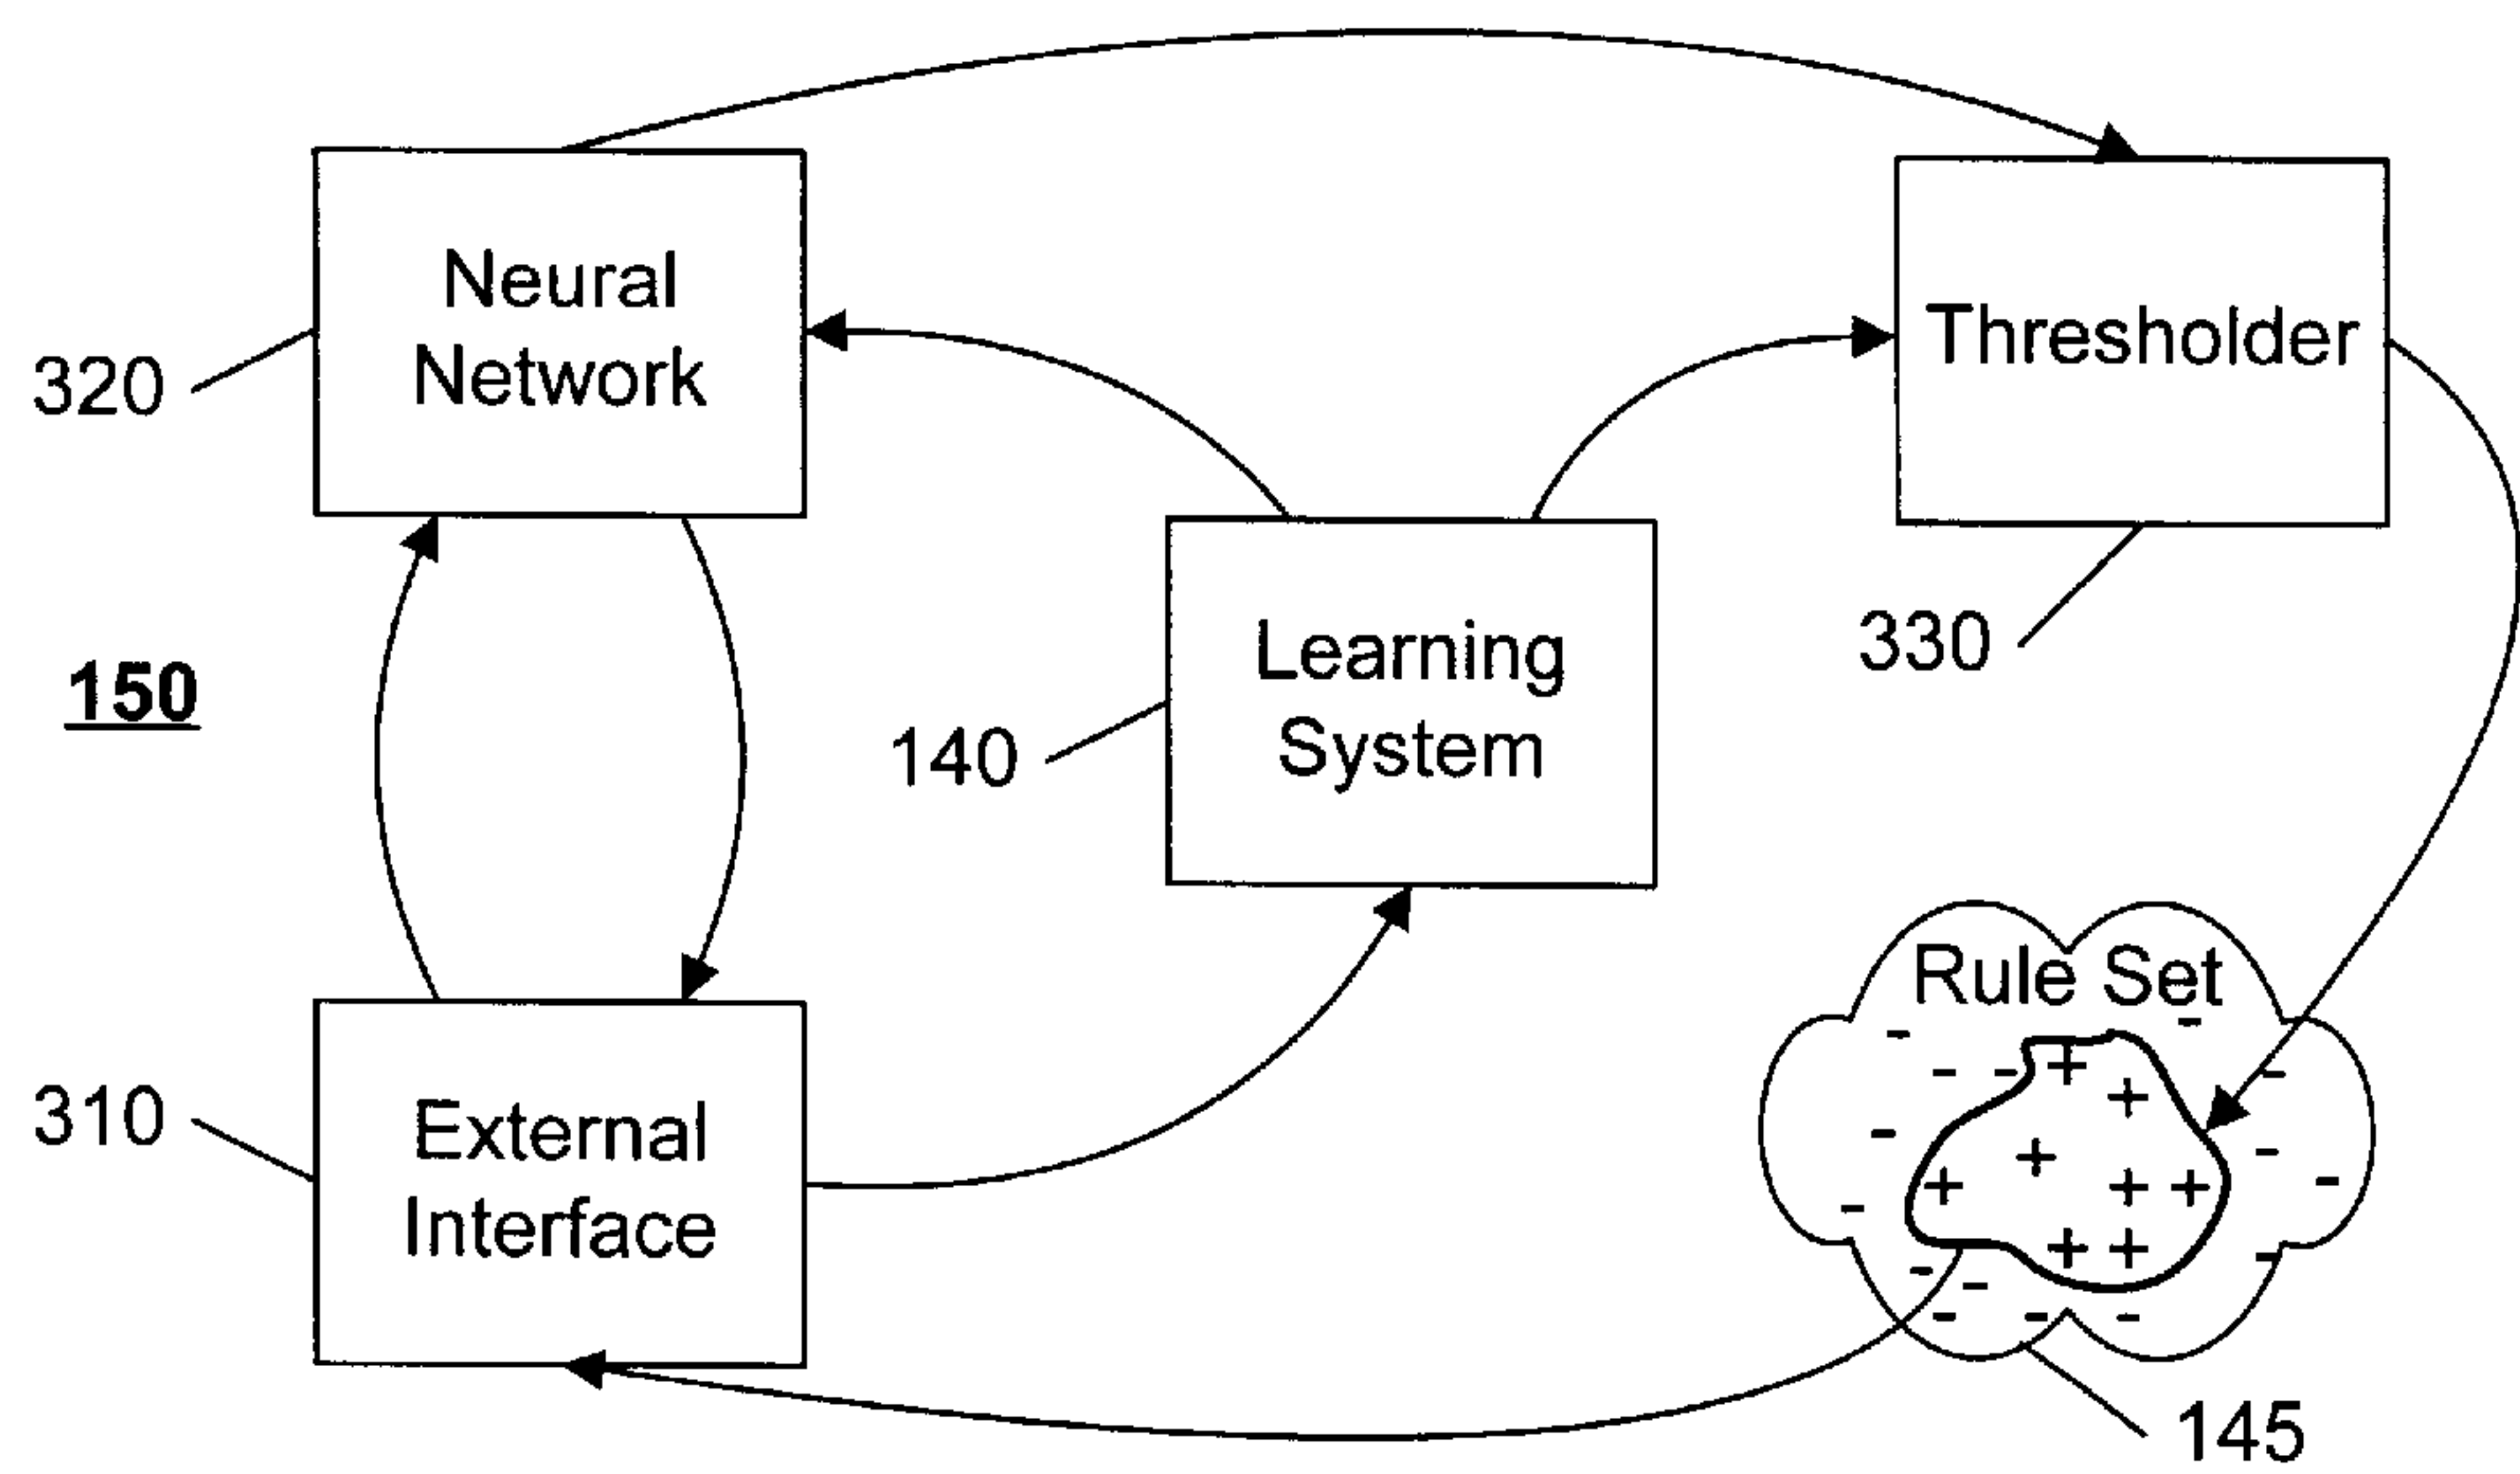 Neural
Network
320
Thresholder
330
150
Learning
System
140
Rule Set
- -
- - + -
+
- + -
+ + + -
- + + -
- -
- - -
External
Interface
310
145